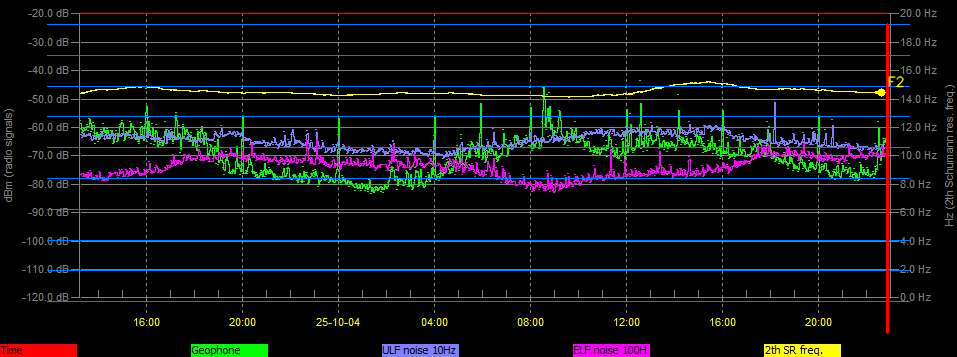 -20.0 dB 20.0 Hz
-30.0 dB 18.0 Hz
-40.0 dB 16.0 Hz
F2
-50.0 dB 14.0 Hz
-60.0 dB 12.0 Hz
-70.0 dB 10.0 Hz
-80.0 dB 8.0 Hz
-90.0 dB 6.0 Hz
-100.0 dB 4.0 Hz
-110.0 dB 2.0 Hz
-120.0 dB 0.0 Hz
dBm (radio signals)
Hz (2th Schumann res. freq.)
16:00 20:00 25-10-04 04:00 08:00 12:00 16:00 20:00
Time Geophone ULF noise 10Hz ELF noise 100H 2th SR freq.